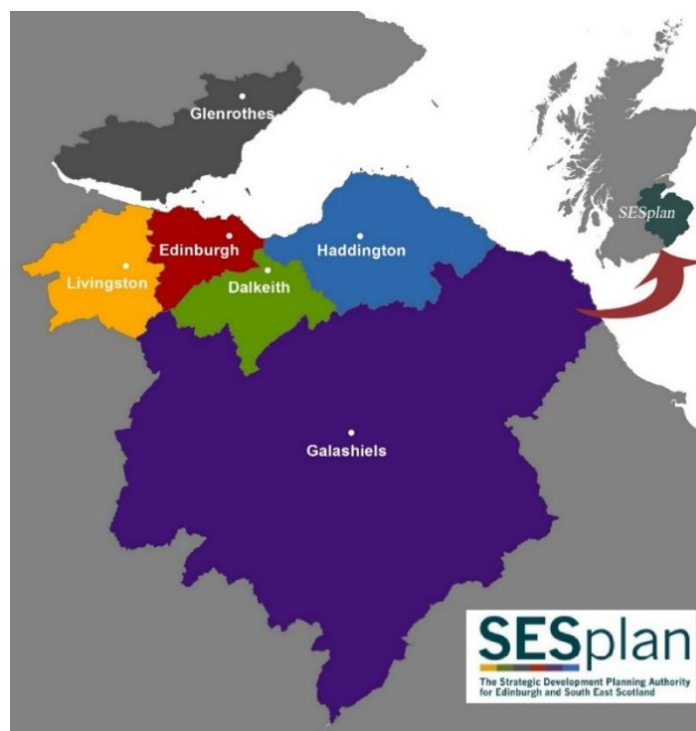 Glenrothes
SESplan
Edinburgh
Haddington
Livingston
Dalkeith
Galashiels
SESplan
The Strategic Development Planning Authority
for Edinburgh and South East Scotland